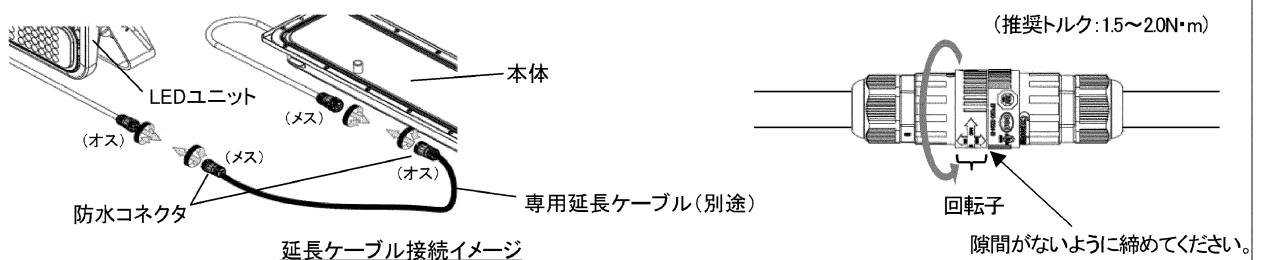 LEDユニット
(オス)
(メス)
防水コネクタ
(メス)
(オス)
本体
専用延長ケーブル(別途)
延長ケーブル接続イメージ
(推奨トルク:1.5~2.0N・m)
回転子
隙間がないように締めてください。